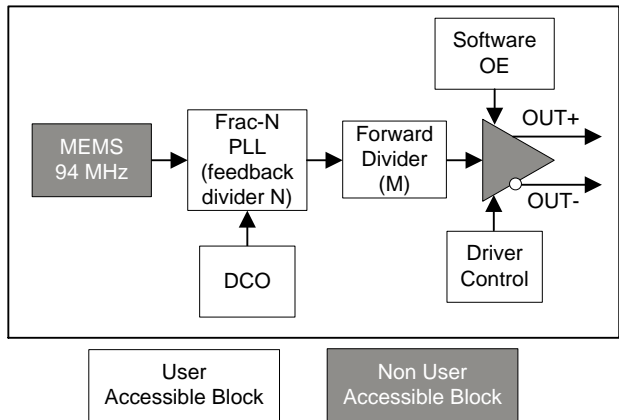 Software
OE
OUT+
MEMS
94 MHz
Frac-N
PLL
(feedback
divider N)
Forward
Divider
(M)
OUT-
DCO
Driver
Control
User
Accessible Block
Non User
Accessible Block